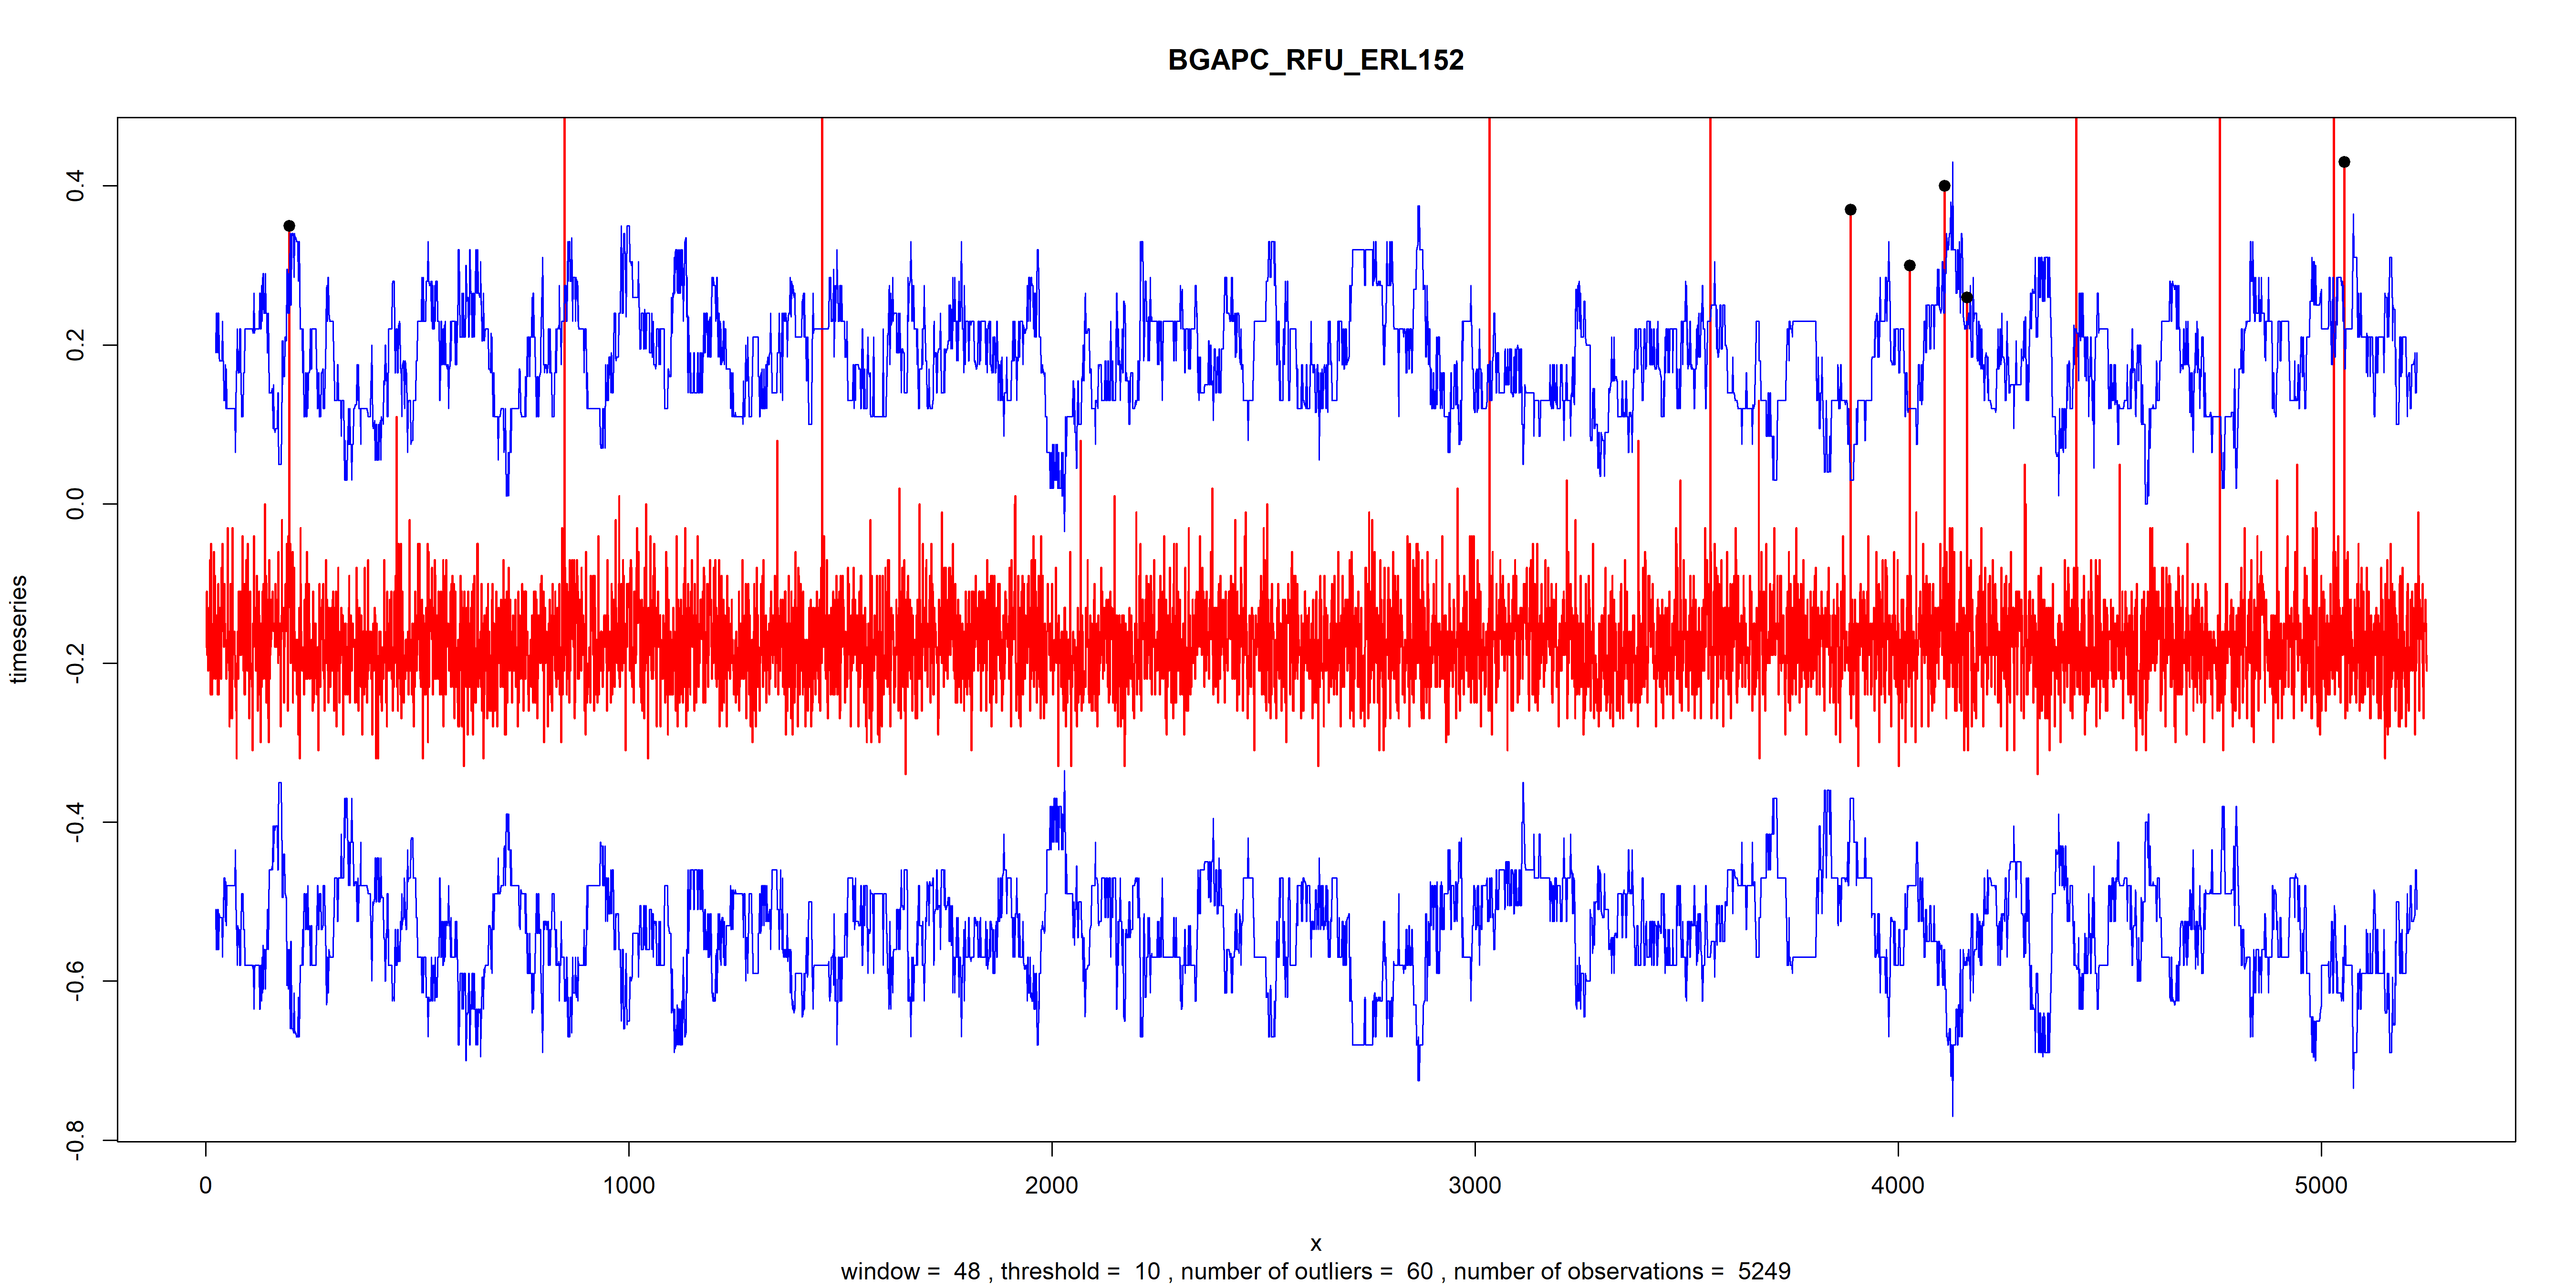 BGAPC_RFU_ERL152
timeseries
0.4
0.2
0.0
-0.2
-0.4
-0.6
-0.8
0 1000 2000 3000 4000 5000
x
window = 48 , threshold = 10 , number of outliers = 60 , number of observations = 5249